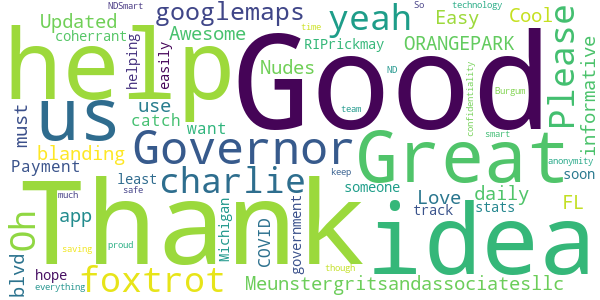 NDSmart
googlemaps
yeah
Easy
Cool
time
So
technology
Updated
coherrant
Awesome
RIPrickmay
ORANGEPARK
Please
informative
help
Good
helping
easily
Nudes
ND
Burgum
confidentiality
us
must
use
catch
want
team
smart
anonymity
Governor
Great
blanding
Payment
charlie
least
someone
keep
soon
Thank
idea
Oh
app
much
safe
Michigan
COVID
government
Love
track
daily
stats
FL
blvd
hope
foxtrot
proud
though
saving
everything
Meunstergritsandassociatesllc